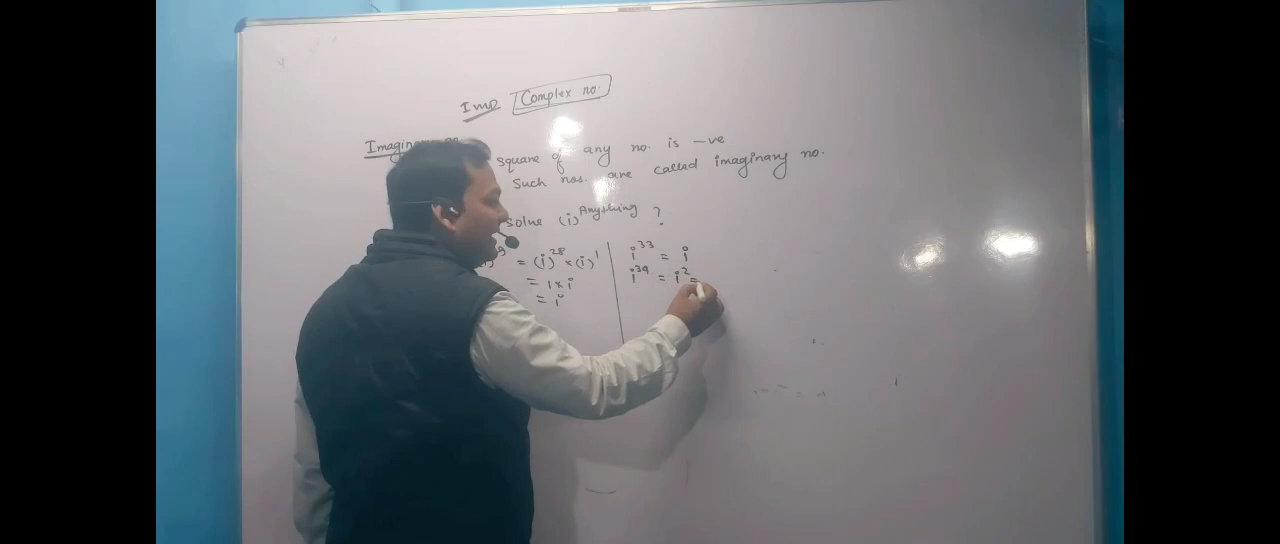 Imp Complex no.
Square of any no. is -ve
Such nos. are called imaginary no.
Solve (i)^Anything ?
= (i)^28 × (i)^1
= 1 × i
= i
i^33 = i
i^34 = i^2 =